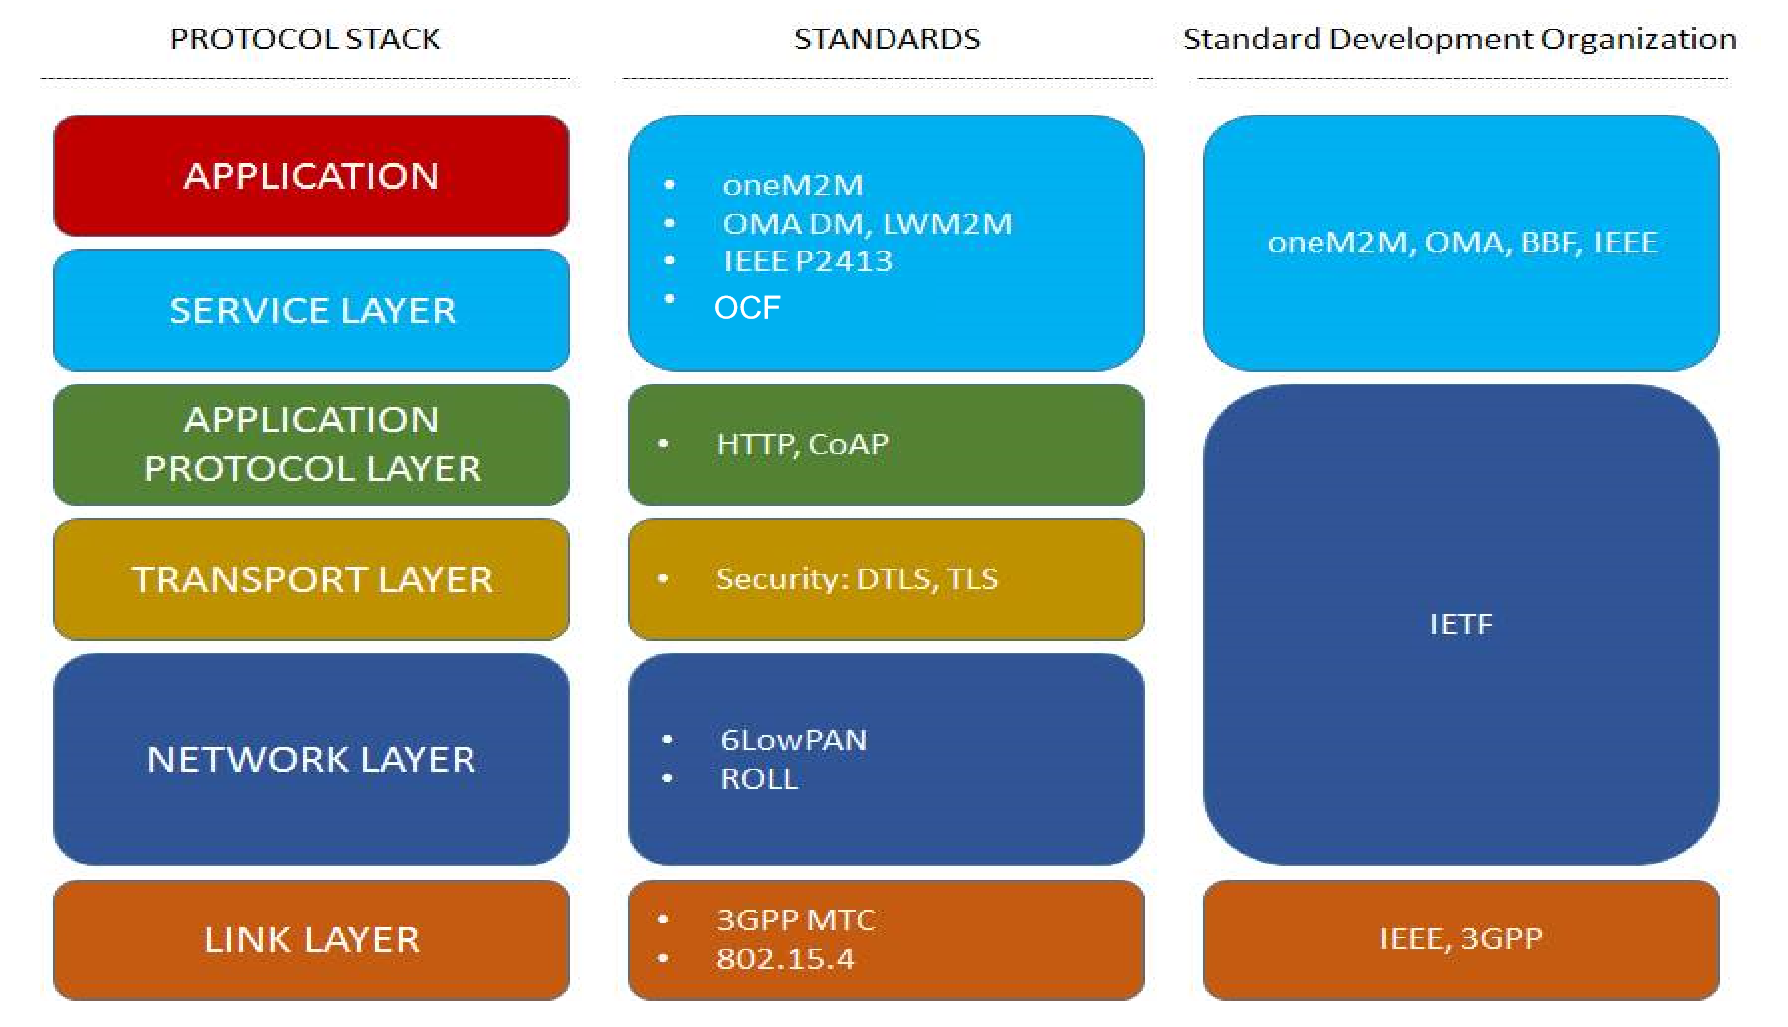 PROTOCOL STACK
STANDARDS
Standard Development Organization
APPLICATION
SERVICE LAYER
• oneM2M
• OMA DM, LWM2M
• IEEE P2413
• OCF
oneM2M, OMA, BBF, IEEE
APPLICATION
PROTOCOL LAYER
• HTTP, CoAP
TRANSPORT LAYER
• Security: DTLS, TLS
IETF
NETWORK LAYER
• 6LowPAN
• ROLL
LINK LAYER
• 3GPP MTC
• 802.15.4
IEEE, 3GPP